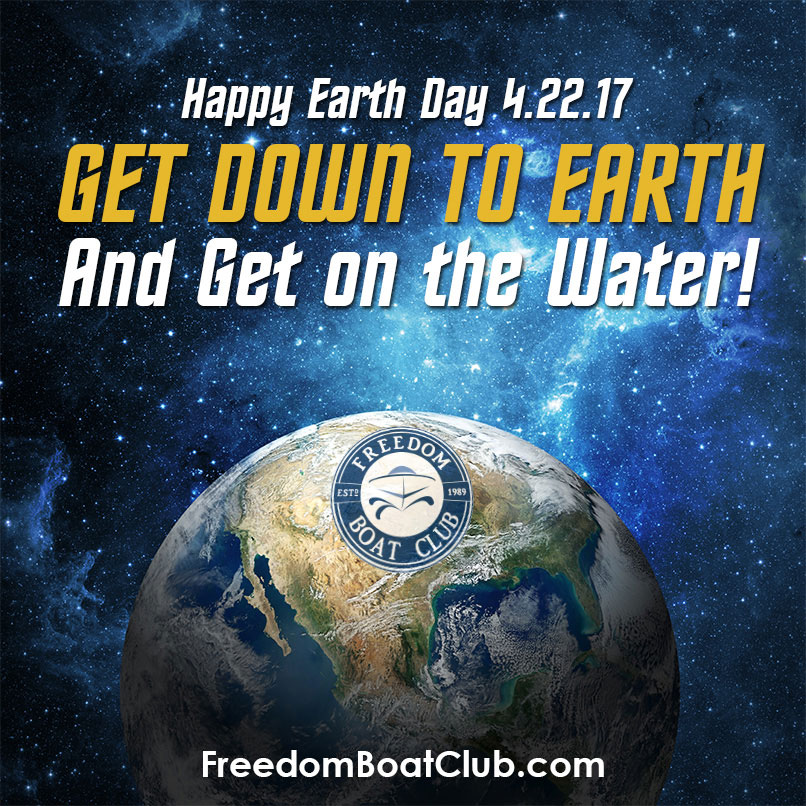 Happy Earth Day 4.22.17
GET DOWN TO EARTH
And Get on the Water!
FREEDOM
ESTD 1989
BOAT CLUB
FreedomBoatClub.com